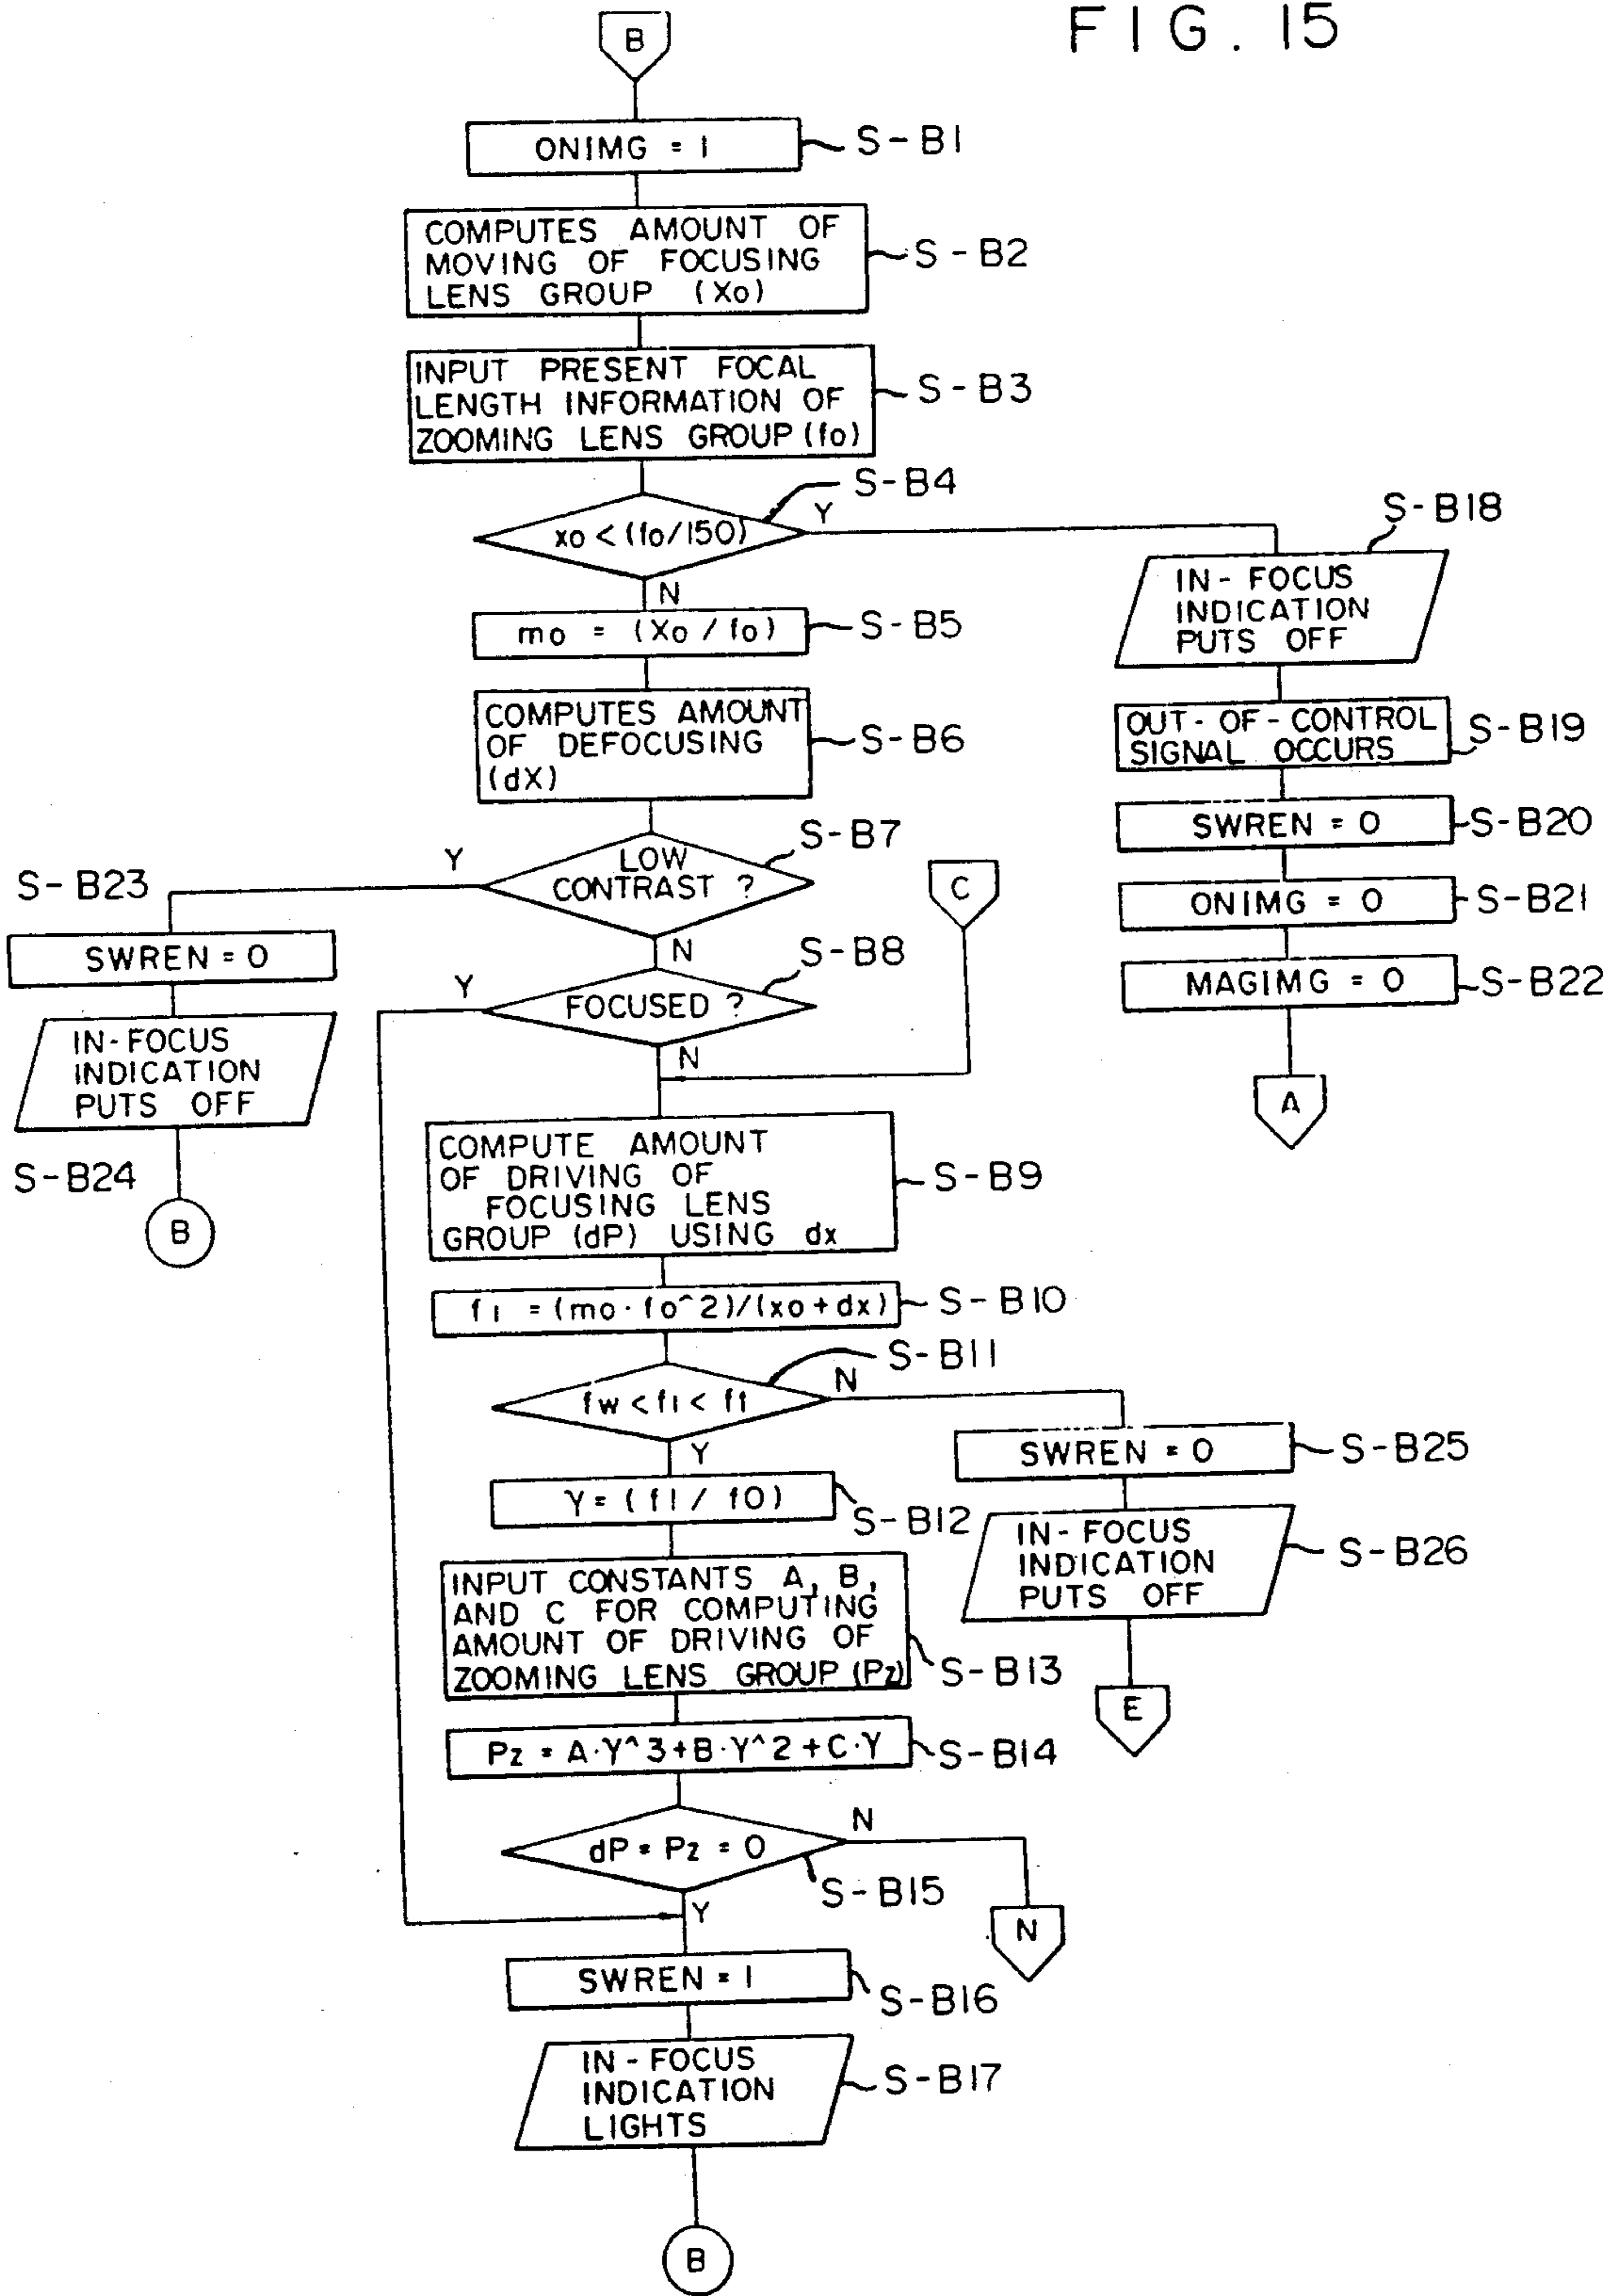 FIG. 15
B
ONIMG = 1
S-B1
COMPUTES AMOUNT OF
MOVING OF FOCUSING
LENS GROUP (Xo)
S-B2
INPUT PRESENT FOCAL
LENGTH INFORMATION OF
ZOOMING LENS GROUP (fo)
S-B3
S-B4
xo < (fo/150)
Y
N
S-B18
IN-FOCUS
INDICATION
PUTS OFF
mo = (Xo / fo)
S-B5
COMPUTES AMOUNT
OF DEFOCUSING
(dX)
S-B6
OUT-OF-CONTROL
SIGNAL OCCURS
S-B19
SWREN = 0
S-B20
ONIMG = 0
S-B21
MAGIMG = 0
S-B22
A
S-B7
LOW
CONTRAST ?
Y
N
C
S-B23
SWREN = 0
IN-FOCUS
INDICATION
PUTS OFF
S-B24
B
S-B8
FOCUSED ?
Y
N
COMPUTE AMOUNT
OF DRIVING OF
FOCUSING LENS
GROUP (dP) USING dx
S-B9
f1 = (mo·fo^2)/(xo+dx)
S-B10
S-B11
fw < f1 < ft
N
Y
SWREN = 0
S-B25
IN-FOCUS
INDICATION
PUTS OFF
S-B26
E
γ = (f1 / f0)
S-B12
INPUT CONSTANTS A, B,
AND C FOR COMPUTING
AMOUNT OF DRIVING OF
ZOOMING LENS GROUP (Pz)
S-B13
Pz = A·γ^3+B·γ^2+C·γ
S-B14
dP = Pz = 0
N
S-B15
Y
N
SWREN = 1
S-B16
IN-FOCUS
INDICATION
LIGHTS
S-B17
B